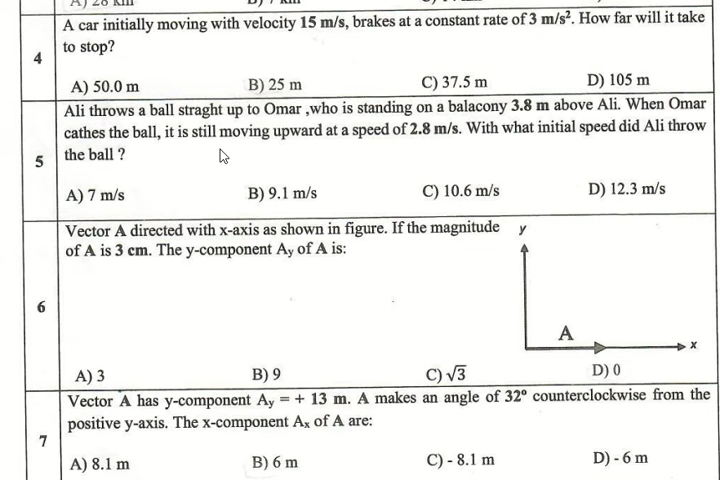 4
A car initially moving with velocity 15 m/s, brakes at a constant rate of 3 m/s². How far will it take
to stop?
A) 50.0 m B) 25 m C) 37.5 m D) 105 m
5
Ali throws a ball straght up to Omar ,who is standing on a balacony 3.8 m above Ali. When Omar
cathes the ball, it is still moving upward at a speed of 2.8 m/s. With what initial speed did Ali throw
the ball ?
A) 7 m/s B) 9.1 m/s C) 10.6 m/s D) 12.3 m/s
6
Vector A directed with x-axis as shown in figure. If the magnitude
of A is 3 cm. The y-component Ay of A is:
y
A
x
A) 3 B) 9 C) √3 D) 0
7
Vector A has y-component Ay = + 13 m. A makes an angle of 32º counterclockwise from the
positive y-axis. The x-component Ax of A are:
A) 8.1 m B) 6 m C) - 8.1 m D) - 6 m